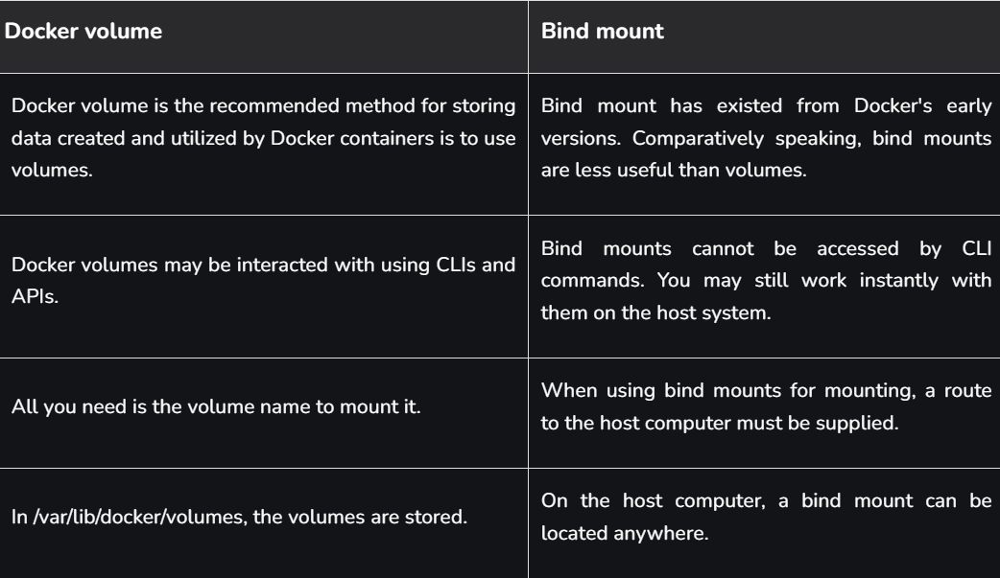 Docker volume
Bind mount
Docker volume is the recommended method for storing
data created and utilized by Docker containers is to use
volumes.
Bind mount has existed from Docker's early
versions. Comparatively speaking, bind mounts
are less useful than volumes.
Docker volumes may be interacted with using CLIs and
APIs.
Bind mounts cannot be accessed by CLI
commands. You may still work instantly with
them on the host system.
All you need is the volume name to mount it.
When using bind mounts for mounting, a route
to the host computer must be supplied.
In /var/lib/docker/volumes, the volumes are stored.
On the host computer, a bind mount can be
located anywhere.